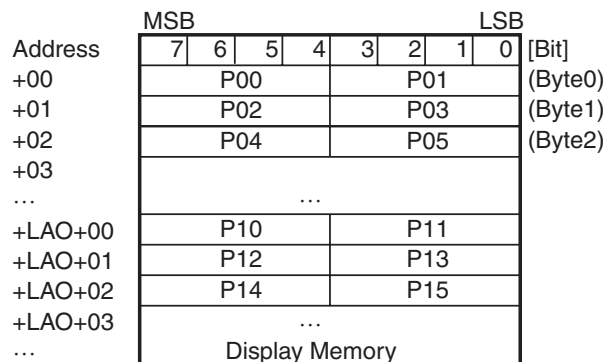 MSB LSB
Address 7 6 5 4 3 2 1 0 [Bit]
+00 P00 P01 (Byte0)
+01 P02 P03 (Byte1)
+02 P04 P05 (Byte2)
+03
… …
+LAO+00 P10 P11
+LAO+01 P12 P13
+LAO+02 P14 P15
+LAO+03 …
… Display Memory